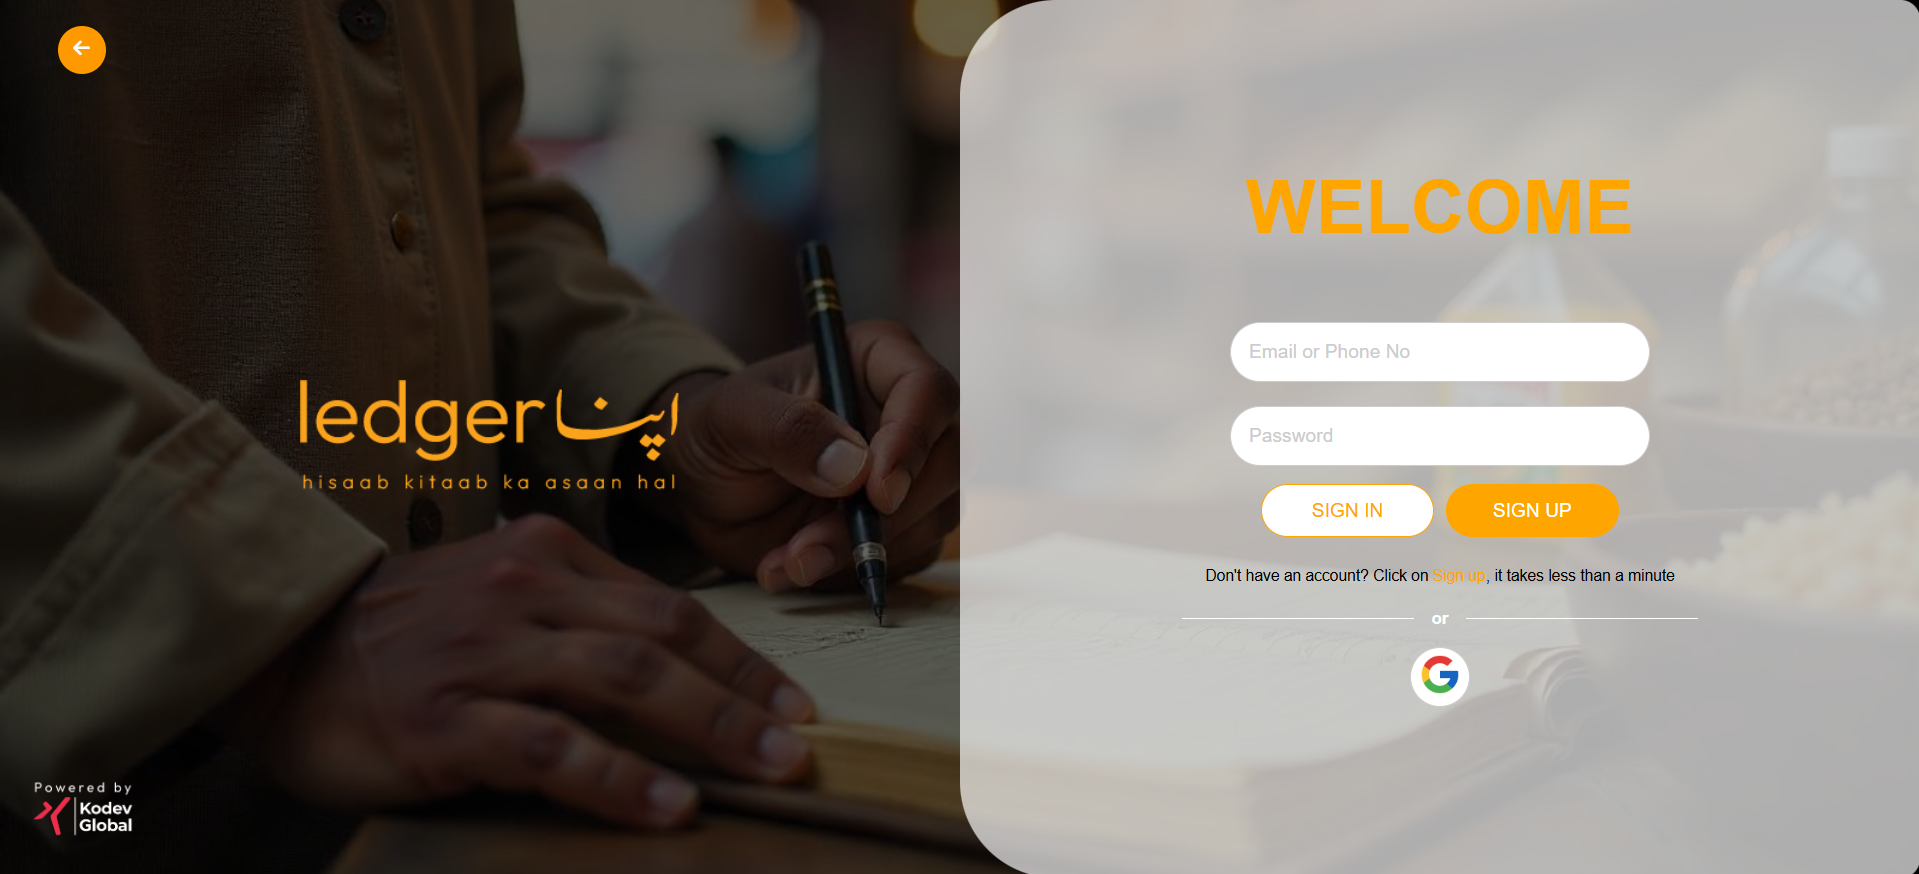 WELCOME
Email or Phone No
Password
SIGN IN
SIGN UP
Don't have an account? Click on Sign up, it takes less than a minute
or
ledger اپنا
hisaab kitaab ka asaan hal
Powered by
Kodev
Global